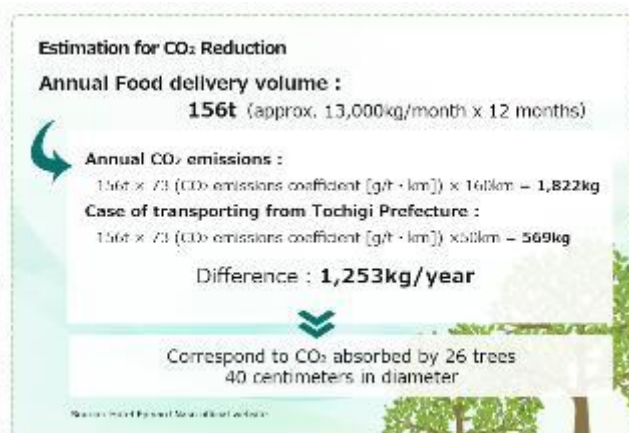 Estimation for CO₂ Reduction
Annual Food delivery volume :
156t (approx. 13,000kg/month x 12 months)
Annual CO₂ emissions :
156t × 73 (CO₂ emissions coefficient [g/t · km]) × 160km = 1,822kg
Case of transporting from Tochigi Prefecture :
156t × 73 (CO₂ emissions coefficient [g/t · km]) ×50km = 569kg
Difference : 1,253kg/year
Correspond to CO₂ absorbed by 26 trees
40 centimeters in diameter
website